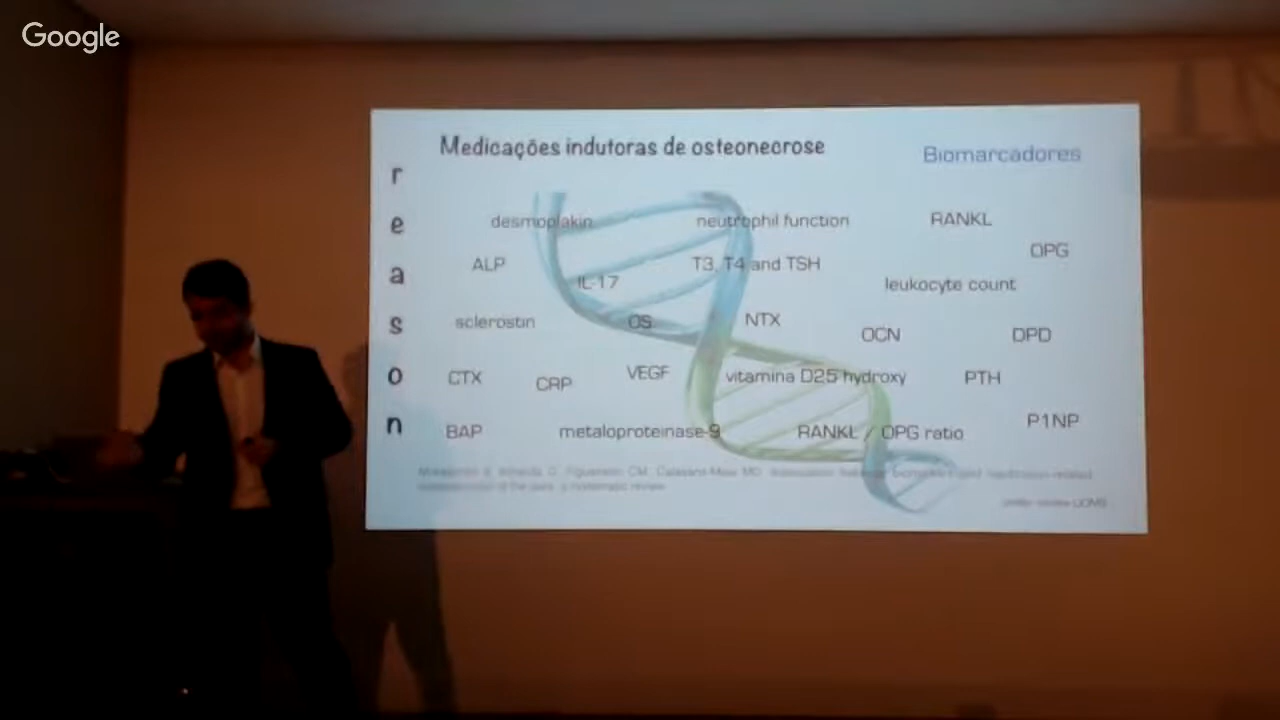 Google
Medicações indutoras de osteonecrose
Biomarcadores
reason
desmoplakin
neutrophil function
RANKL
OPG
ALP
IL-17
T3, T4 and TSH
leukocyte count
sclerostin
OS
NTX
OCN
DPD
CTX
CRP
VEGF
vitamina D25 hydroxy
PTH
BAP
metaloproteinase-9
RANKL / OPG ratio
P1NP